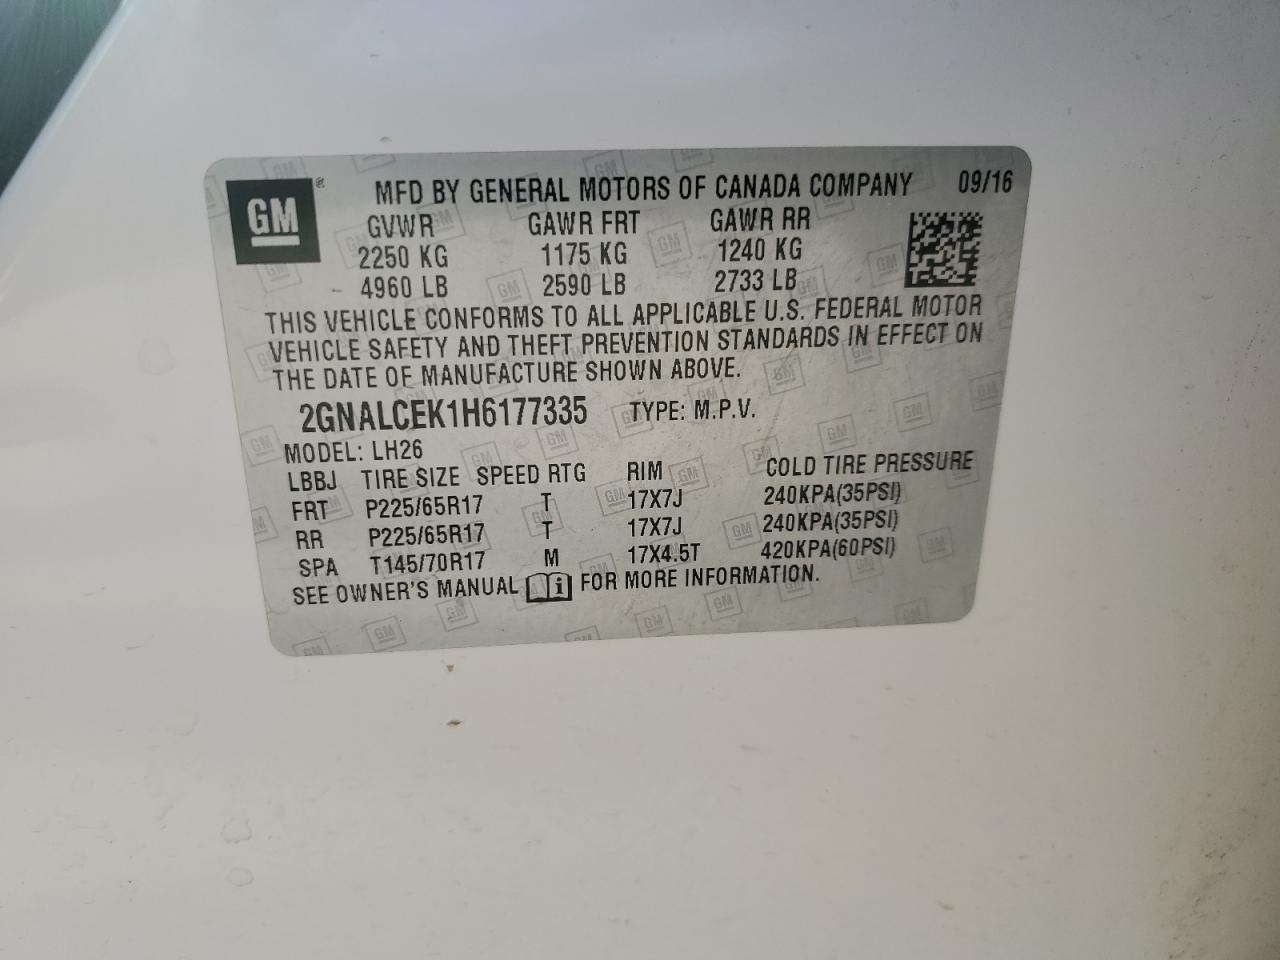 GM ® MFD BY GENERAL MOTORS OF CANADA COMPANY 09/16
GVWR GAWR FRT GAWR RR
2250 KG 1175 KG 1240 KG
4960 LB 2590 LB 2733 LB
THIS VEHICLE CONFORMS TO ALL APPLICABLE U.S. FEDERAL MOTOR
VEHICLE SAFETY AND THEFT PREVENTION STANDARDS IN EFFECT ON
THE DATE OF MANUFACTURE SHOWN ABOVE.
2GNALCEK1H6177335 TYPE: M.P.V.
MODEL: LH26
LBBJ TIRE SIZE SPEED RTG RIM COLD TIRE PRESSURE
FRT P225/65R17 T 17X7J 240KPA(35PSI)
RR P225/65R17 T 17X7J 240KPA(35PSI)
SPA T145/70R17 M 17X4.5T 420KPA(60PSI)
SEE OWNER'S MANUAL i FOR MORE INFORMATION.